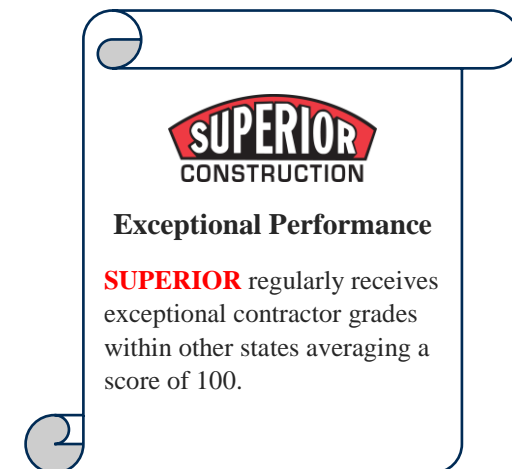 SUPERIOR
CONSTRUCTION
Exceptional Performance
SUPERIOR regularly receives
exceptional contractor grades
within other states averaging a
score of 100.